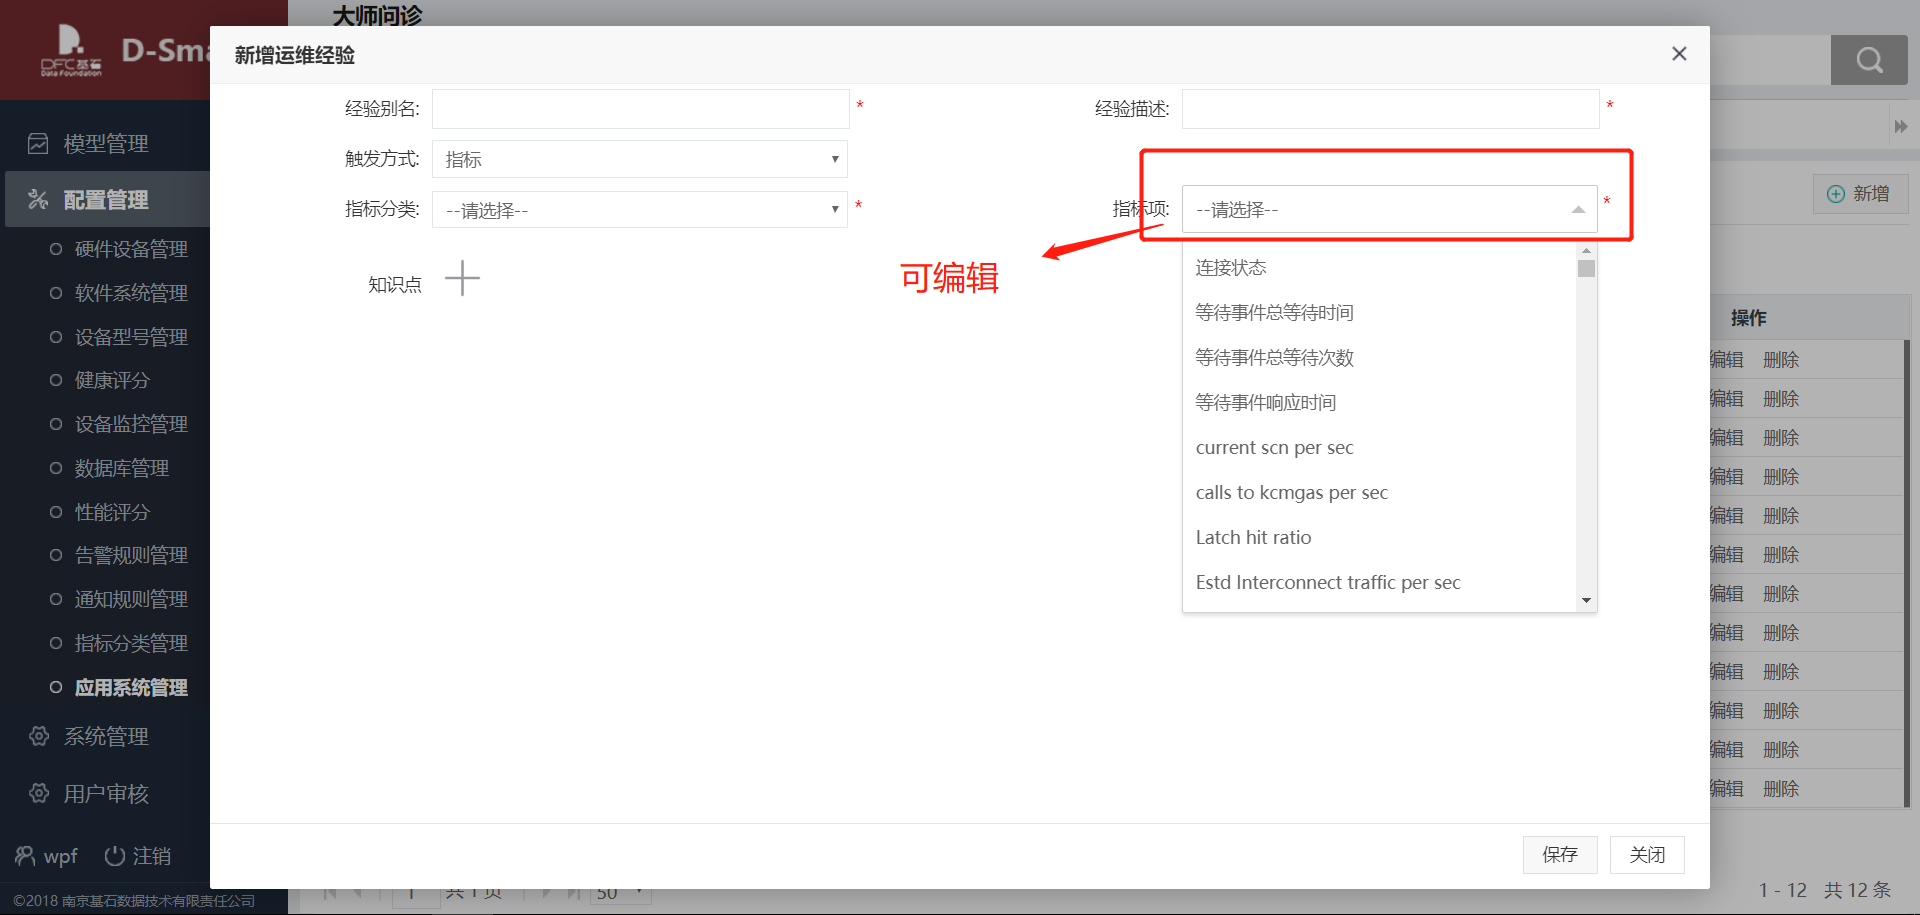 大师问诊
DFC基石
Data Foundation
D-Sma
新增运维经验
×
经验别名:
*
经验描述:
*
触发方式:
指标
指标分类:
--请选择--
*
指标项:
--请选择--
*
可编辑
知识点
连接状态
等待事件总等待时间
等待事件总等待次数
等待事件响应时间
current scn per sec
calls to kcmgas per sec
Latch hit ratio
Estd Interconnect traffic per sec
保存
关闭
模型管理
配置管理
硬件设备管理
软件系统管理
设备型号管理
健康评分
设备监控管理
数据库管理
性能评分
告警规则管理
通知规则管理
指标分类管理
应用系统管理
系统管理
用户审核
wpf
注销
©2018 南京基石数据技术有限责任公司
新增
操作
编辑 删除
编辑 删除
编辑 删除
编辑 删除
编辑 删除
编辑 删除
编辑 删除
编辑 删除
编辑 删除
编辑 删除
编辑 删除
编辑 删除
1
共 1 页
50
1 - 12 共 12 条